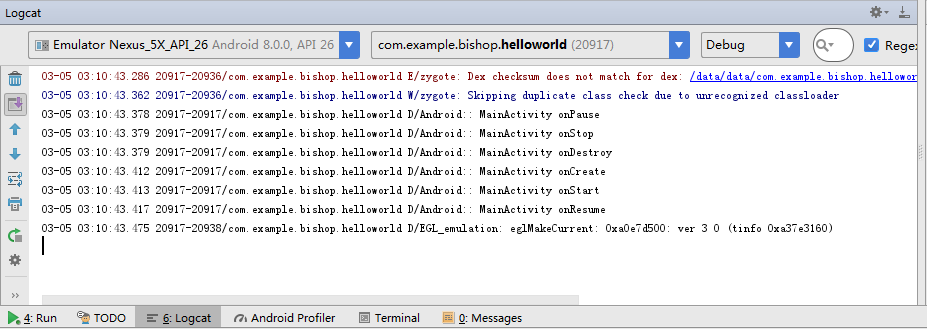 Logcat
Emulator Nexus_5X_API_26 Android 8.0.0, API 26 com.example.bishop.helloworld (20917) Debug Regex
03-05 03:10:43.286 20917-20936/com.example.bishop.helloworld E/zygote: Dex checksum does not match for dex: /data/data/com.example.bishop.hellowor
03-05 03:10:43.362 20917-20936/com.example.bishop.helloworld W/zygote: Skipping duplicate class check due to unrecognized classloader
03-05 03:10:43.378 20917-20917/com.example.bishop.helloworld D/Android:: MainActivity onPause
03-05 03:10:43.379 20917-20917/com.example.bishop.helloworld D/Android:: MainActivity onStop
03-05 03:10:43.379 20917-20917/com.example.bishop.helloworld D/Android:: MainActivity onDestroy
03-05 03:10:43.412 20917-20917/com.example.bishop.helloworld D/Android:: MainActivity onCreate
03-05 03:10:43.413 20917-20917/com.example.bishop.helloworld D/Android:: MainActivity onStart
03-05 03:10:43.417 20917-20917/com.example.bishop.helloworld D/Android:: MainActivity onResume
03-05 03:10:43.475 20917-20938/com.example.bishop.helloworld D/EGL_emulation: eglMakeCurrent: 0xa0e7d500: ver 3 0 (tinfo 0xa37e3160)
4: Run TODO 6: Logcat Android Profiler Terminal 0: Messages